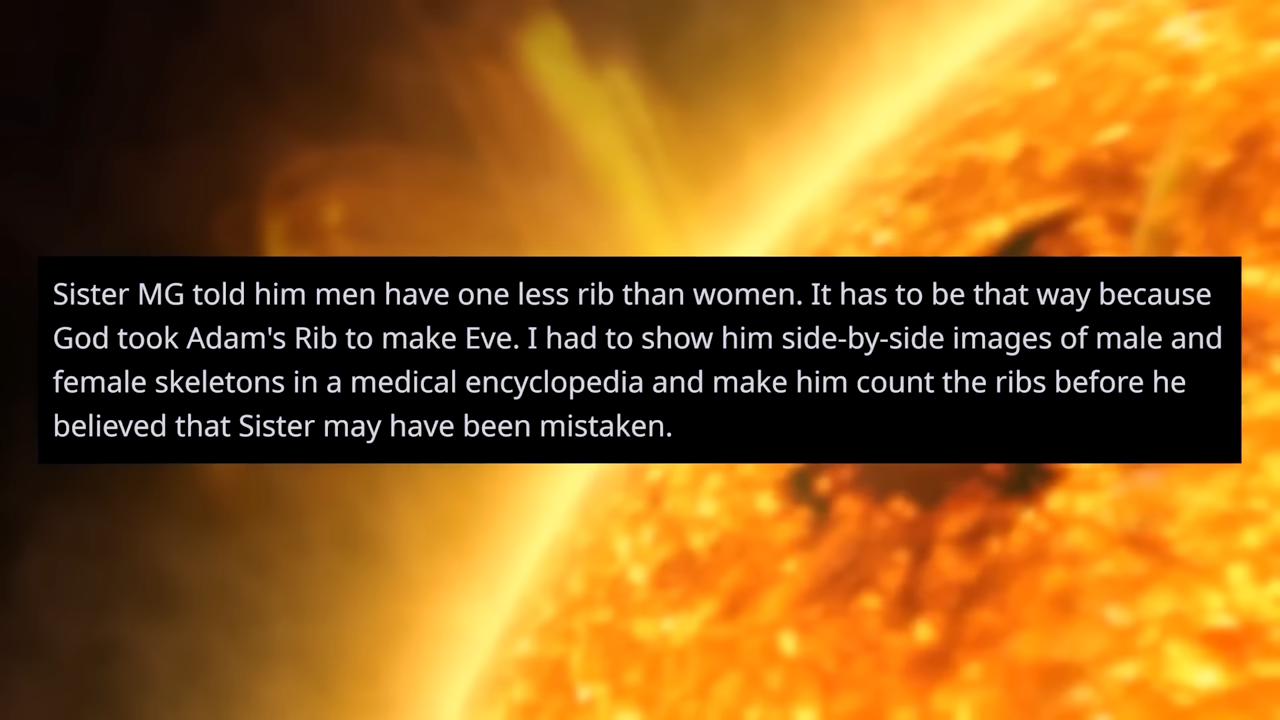 Sister MG told him men have one less rib than women. It has to be that way because
God took Adam's Rib to make Eve. I had to show him side-by-side images of male and
female skeletons in a medical encyclopedia and make him count the ribs before he
believed that Sister may have been mistaken.